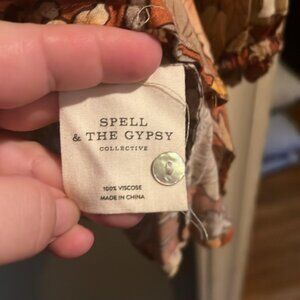 SPELL
& THE GYPSY
COLLECTIVE
100% VISCOSE
MADE IN CHINA